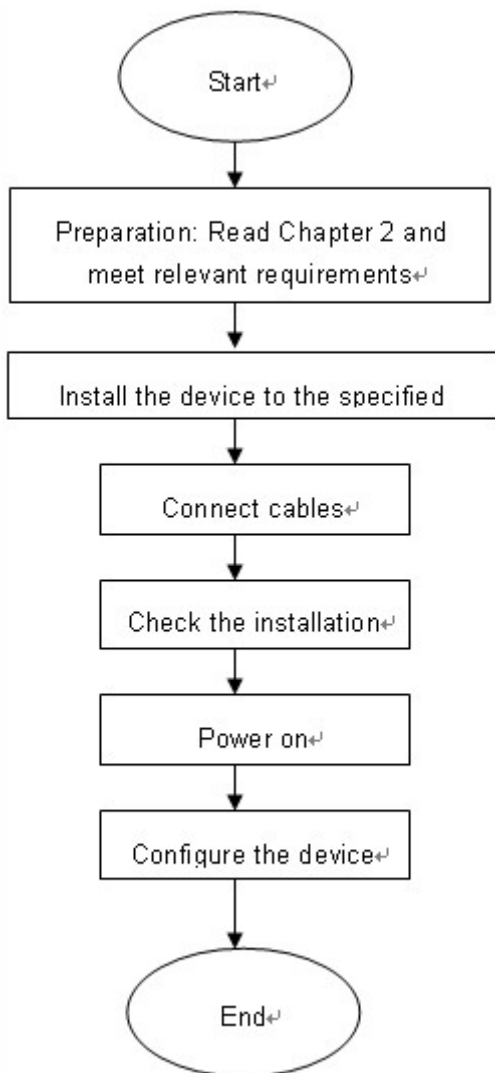 Start↵
Preparation: Read Chapter 2 and
meet relevant requirements↵
Install the device to the specified
Connect cables↵
Check the installation↵
Power on↵
Configure the device↵
End↵